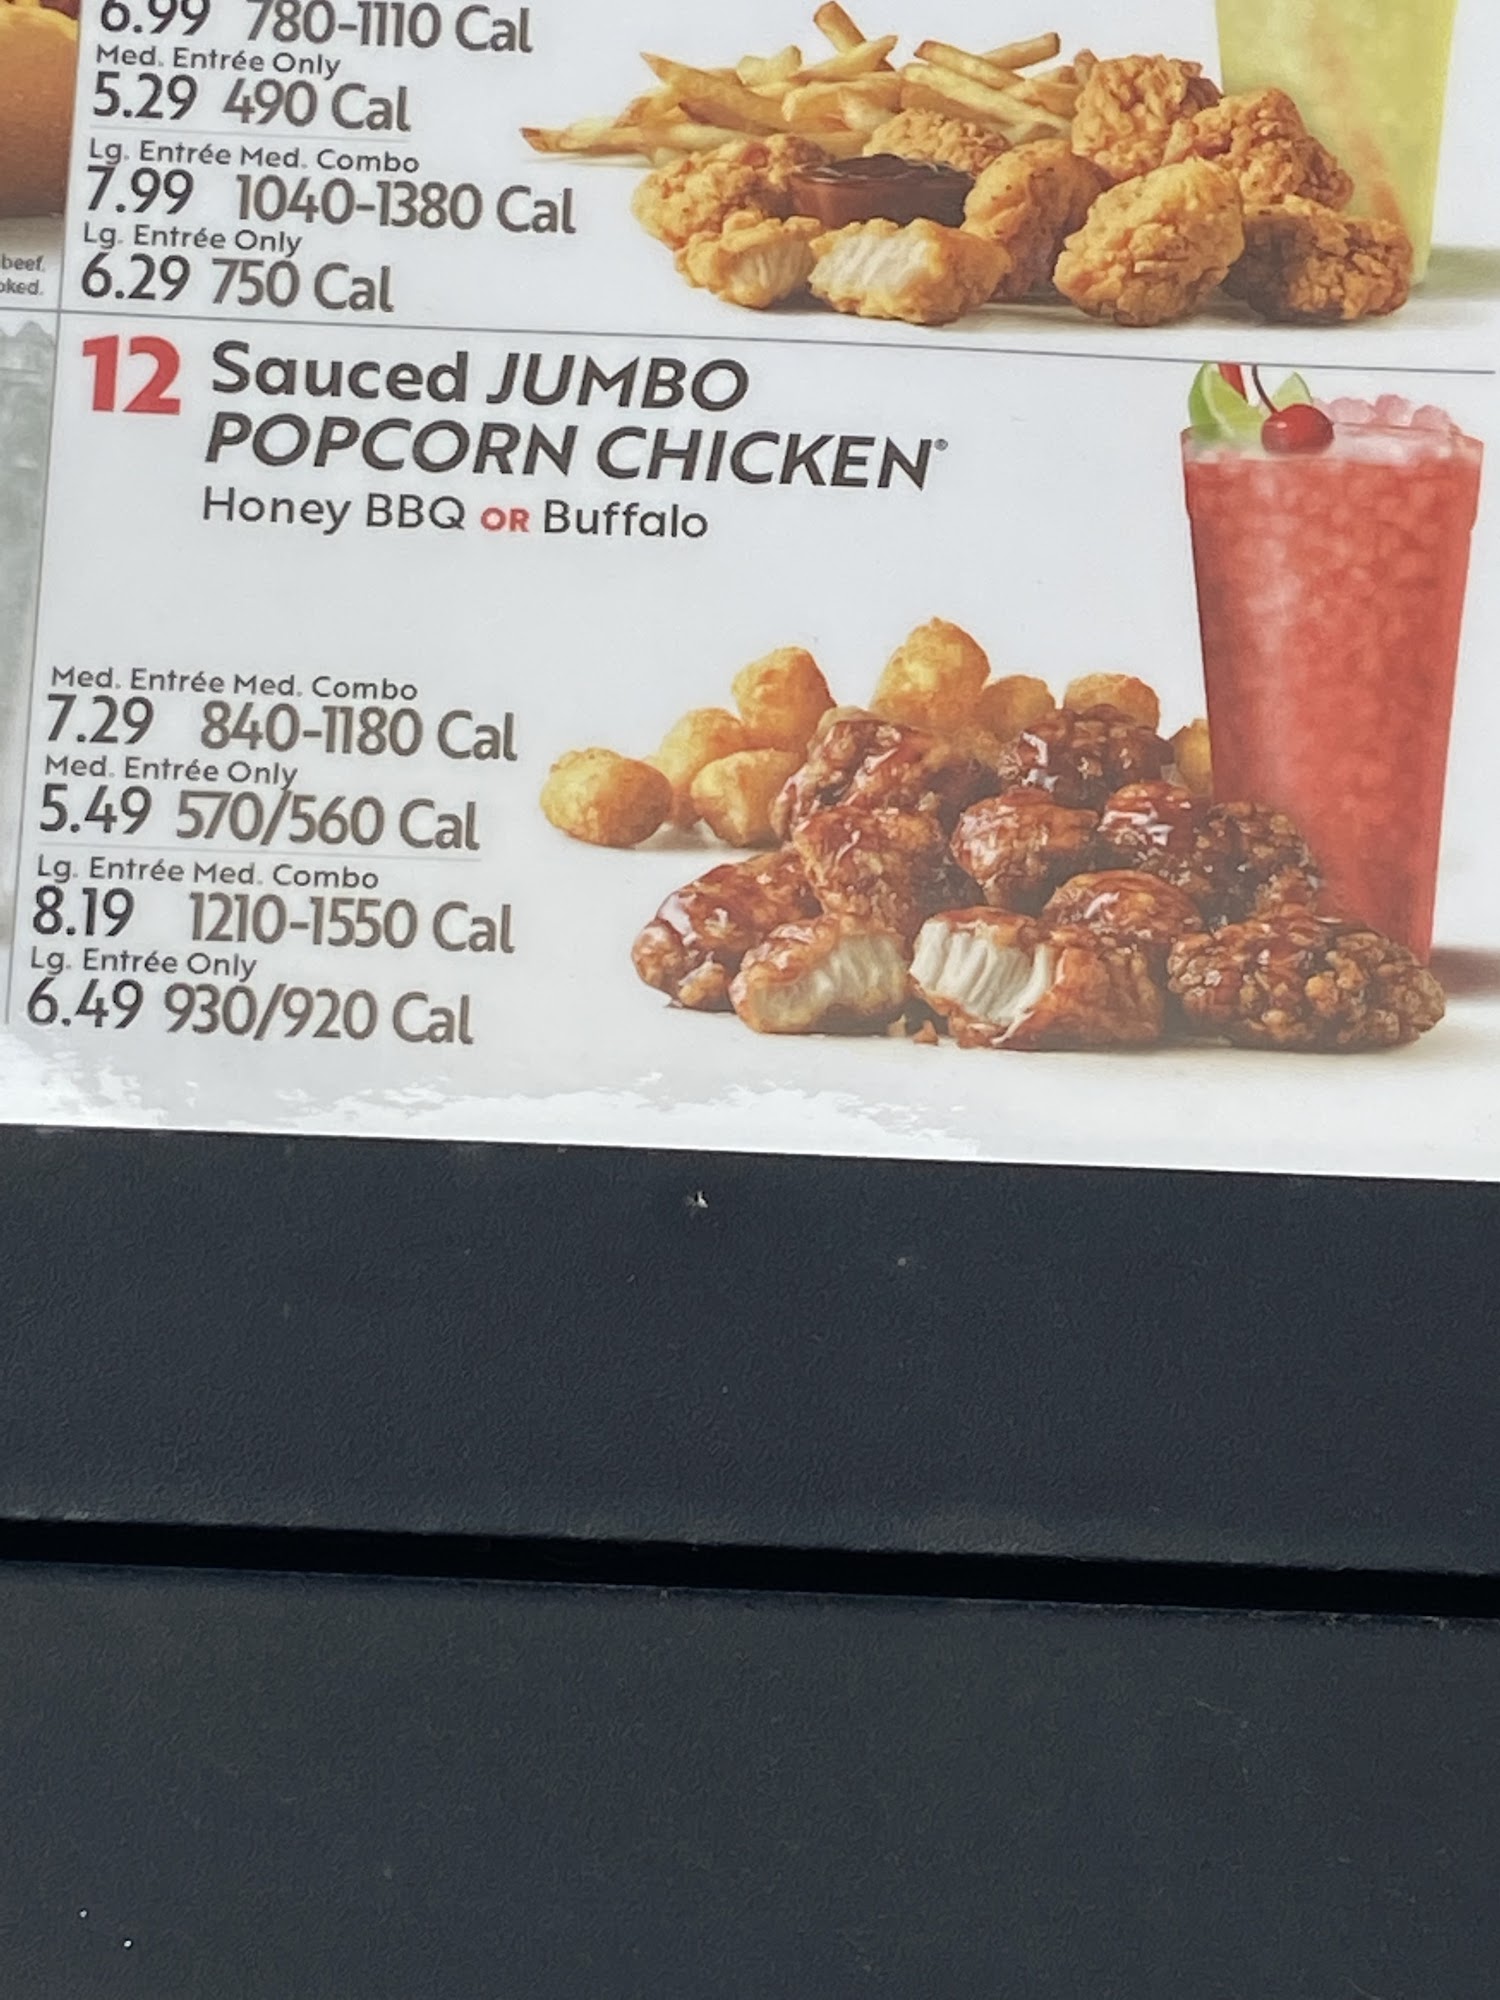 6.99 780-1110 Cal
Med. Entrée Only
5.29 490 Cal
Lg. Entrée Med. Combo
7.99 1040-1380 Cal
Lg. Entrée Only
6.29 750 Cal
beef.
oked.
12 Sauced JUMBO
POPCORN CHICKEN®
Honey BBQ OR Buffalo
Med. Entrée Med. Combo
7.29 840-1180 Cal
Med. Entrée Only
5.49 570/560 Cal
Lg. Entrée Med. Combo
8.19 1210-1550 Cal
Lg. Entrée Only
6.49 930/920 Cal